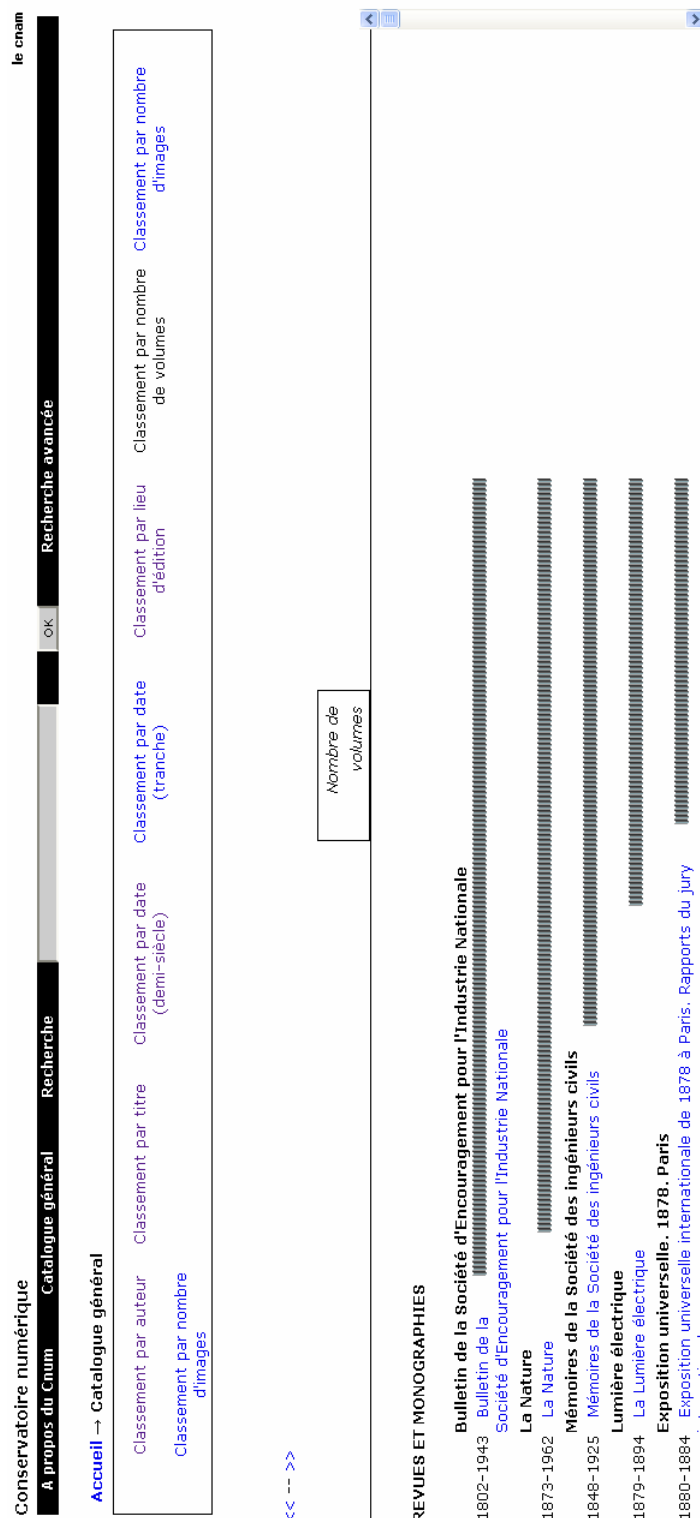 Conservatoire numérique
le cnam
A propos du Cnum Catalogue général Recherche OK Recherche avancée
Accueil → Catalogue général
Classement par auteur Classement par titre Classement par date Classement par date Classement par lieu Classement par nombre Classement par nombre
(demi-siècle) (tranche) d'édition de volumes d'images
Classement par nombre
d'images
<< -- >>
Nombre de
volumes
REVUES ET MONOGRAPHIES
Bulletin de la Société d'Encouragement pour l'Industrie Nationale
1802-1943 Bulletin de la
Société d'Encouragement pour l'Industrie Nationale
La Nature
1873-1962 La Nature
Mémoires de la Société des ingénieurs civils
1848-1925 Mémoires de la Société des ingénieurs civils
Lumière électrique
1879-1894 La Lumière électrique
Exposition universelle. 1878. Paris
1880-1884 Exposition universelle internationale de 1878 à Paris. Rapports du jury